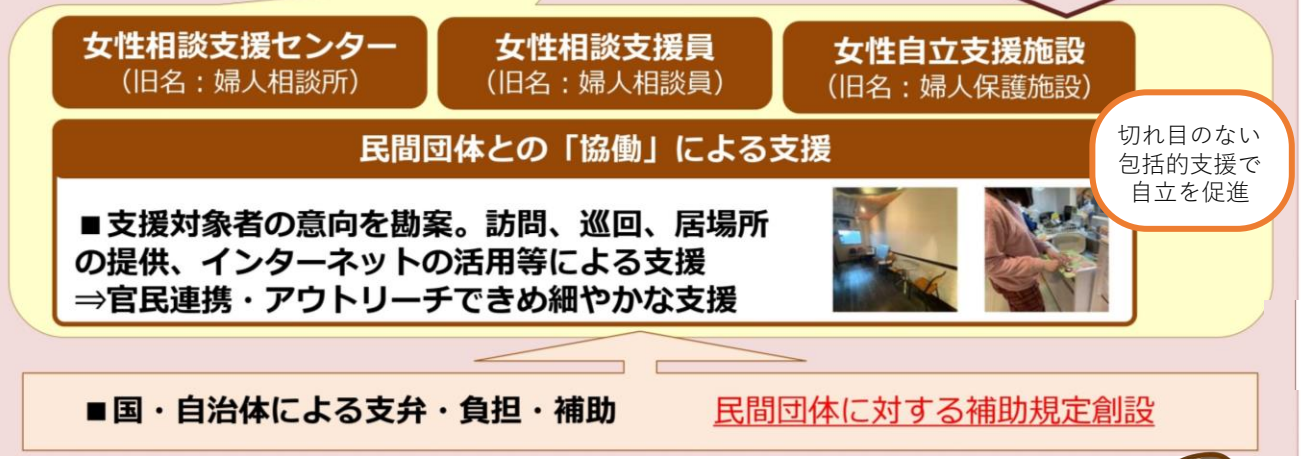 女性相談支援センター
（旧名：婦人相談所）
女性相談支援員
（旧名：婦人相談員）
女性自立支援施設
（旧名：婦人保護施設）
民間団体との「協働」による支援
切れ目のない
包括的支援で
自立を促進
■支援対象者の意向を勘案。訪問、巡回、居場所
の提供、インターネットの活用等による支援
⇒官民連携・アウトリーチできめ細やかな支援
■国・自治体による支弁・負担・補助
民間団体に対する補助規定創設